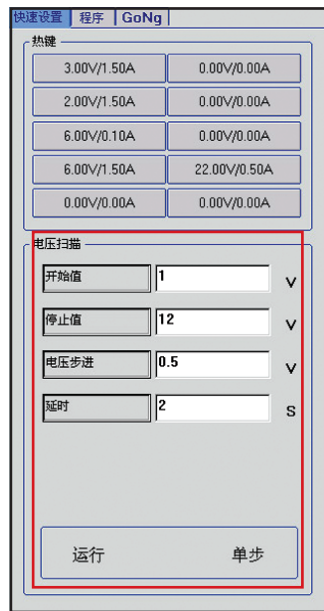 快速设置 程序 GoNg
热键
3.00V/1.50A 0.00V/0.00A
2.00V/1.50A 0.00V/0.00A
6.00V/0.10A 0.00V/0.00A
6.00V/1.50A 22.00V/0.50A
0.00V/0.00A 0.00V/0.00A
电压扫描
开始值 1 V
停止值 12 V
电压步进 0.5 V
延时 2 S
运行 单步